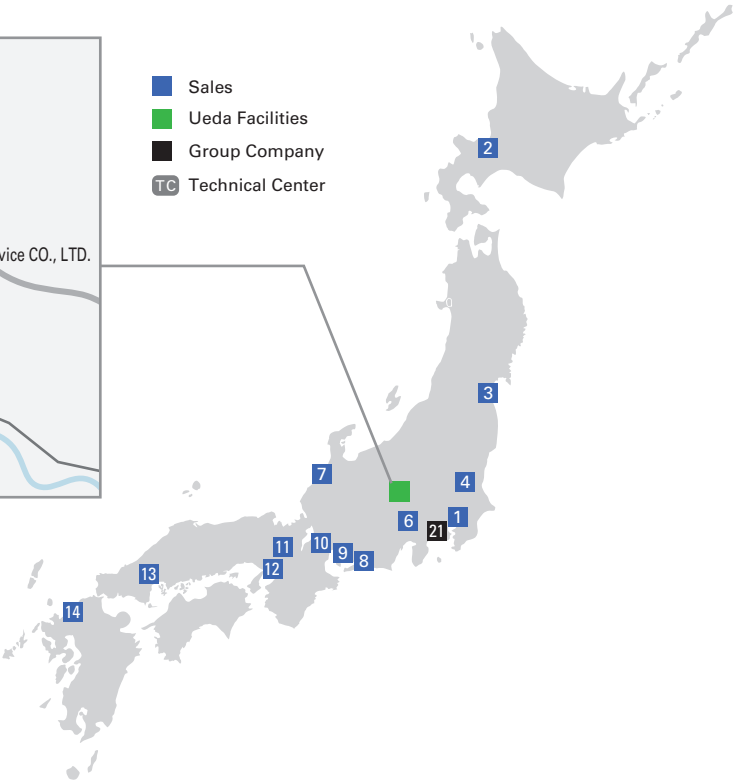 Sales
Ueda Facilities
Group Company
TC Technical Center
vice CO., LTD.
2
3
7
4
1
6
21
10
11
9
8
12
13
14